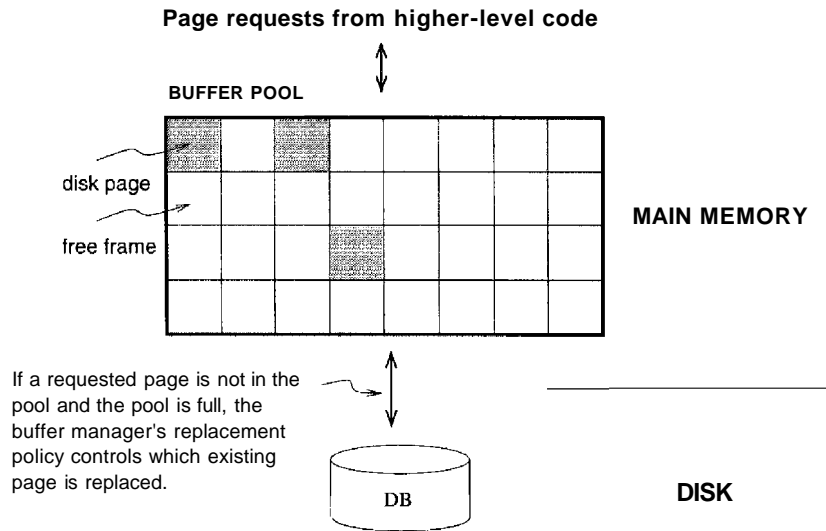 Page requests from higher-level code
BUFFER POOL
disk page
free frame
MAIN MEMORY
If a requested page is not in the
pool and the pool is full, the
buffer manager's replacement
policy controls which existing
page is replaced.
DB
DISK